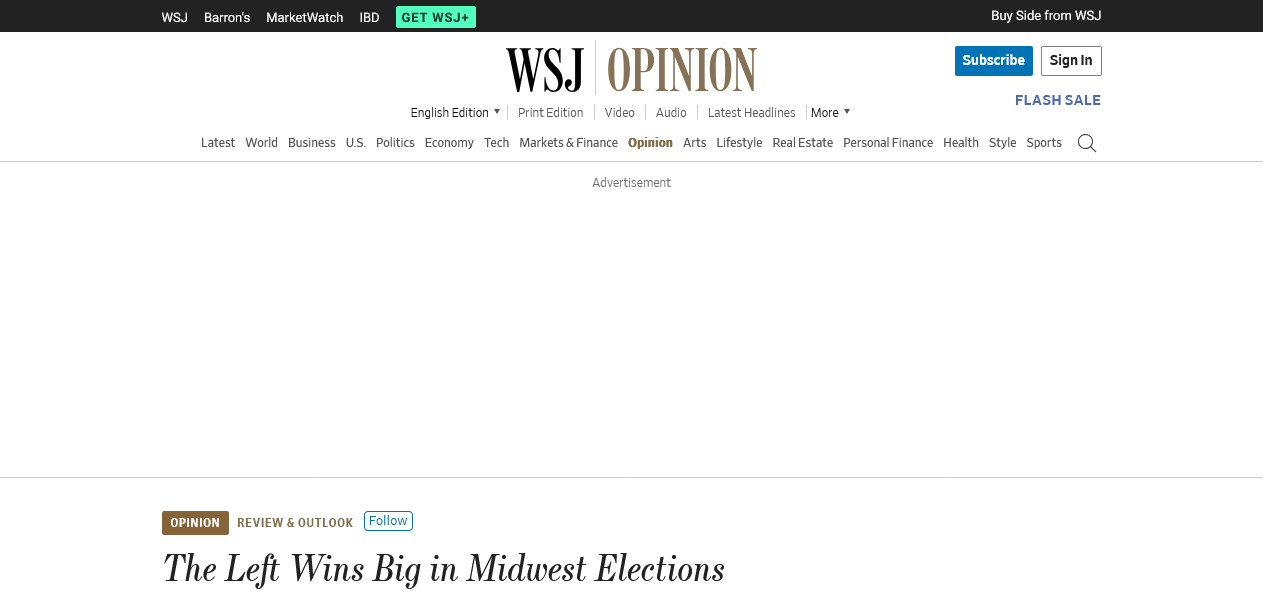 WSJ Barron's MarketWatch IBD GET WSJ+ Buy Side from WSJ
WSJ OPINION
Subscribe Sign In
FLASH SALE
English Edition Print Edition Video Audio Latest Headlines More
Latest World Business U.S. Politics Economy Tech Markets & Finance Opinion Arts Lifestyle Real Estate Personal Finance Health Style Sports
Advertisement
OPINION REVIEW & OUTLOOK Follow
The Left Wins Big in Midwest Elections